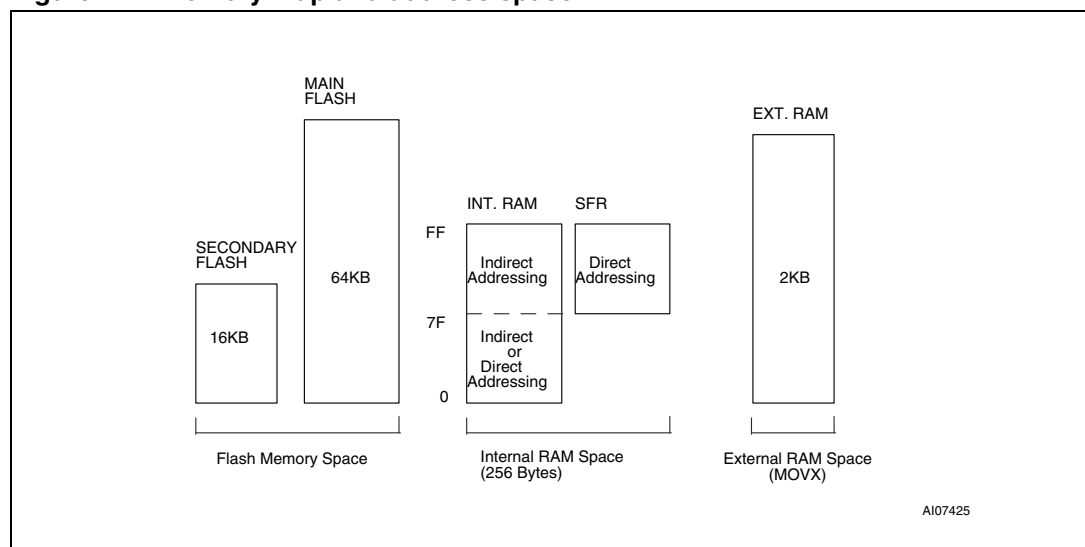 MAIN
FLASH
EXT. RAM
INT. RAM
SFR
FF
SECONDARY
FLASH
Indirect
Addressing
Direct
Addressing
64KB
2KB
7F
16KB
Indirect
or
Direct
Addressing
0
Flash Memory Space
Internal RAM Space
(256 Bytes)
External RAM Space
(MOVX)
AI07425